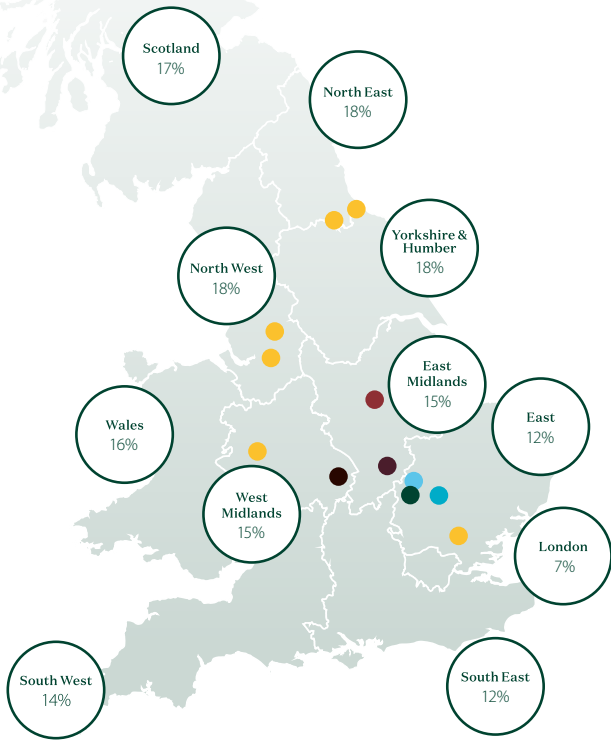 Scotland
17%
North East
18%
Yorkshire &
Humber
18%
North West
18%
East
Midlands
15%
East
12%
Wales
16%
West
Midlands
15%
London
7%
South West
14%
South East
12%